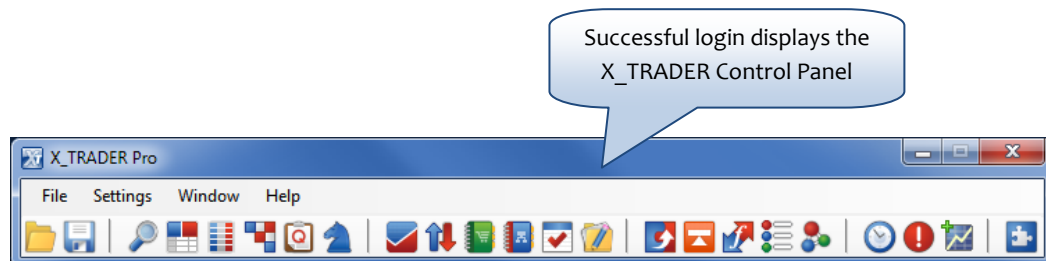 Successful login displays the
X_TRADER Control Panel
X_TRADER Pro
File Settings Window Help